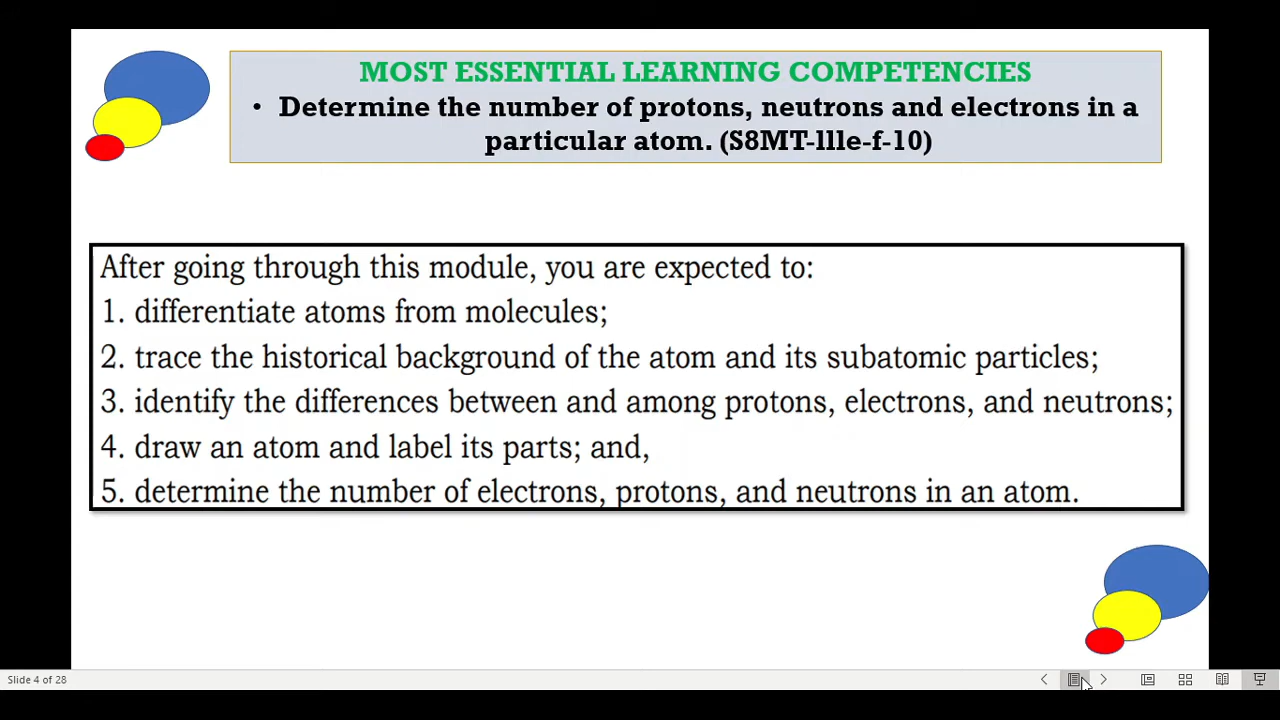 MOST ESSENTIAL LEARNING COMPETENCIES
• Determine the number of protons, neutrons and electrons in a
particular atom. (S8MT-llle-f-10)
After going through this module, you are expected to:
1. differentiate atoms from molecules;
2. trace the historical background of the atom and its subatomic particles;
3. identify the differences between and among protons, electrons, and neutrons;
4. draw an atom and label its parts; and,
5. determine the number of electrons, protons, and neutrons in an atom.
Slide 4 of 28